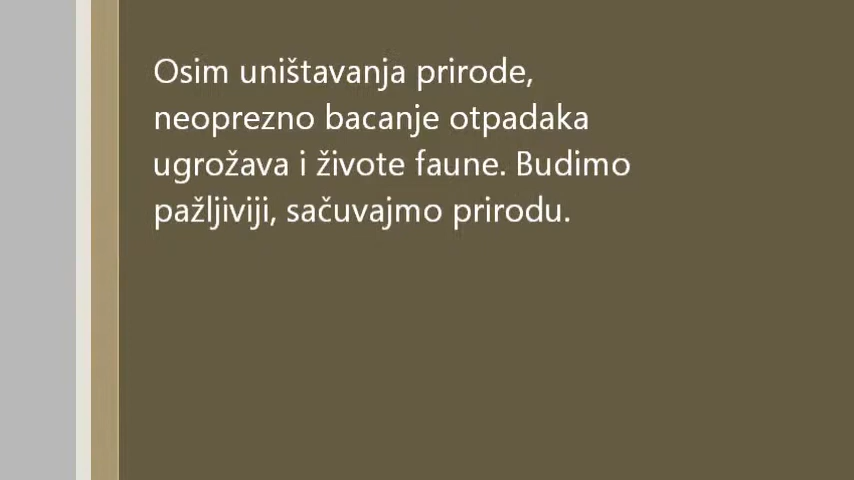 Osim uništavanja prirode,
neoprezno bacanje otpadaka
ugrožava i živote faune. Budimo
pažljiviji, sačuvajmo prirodu.